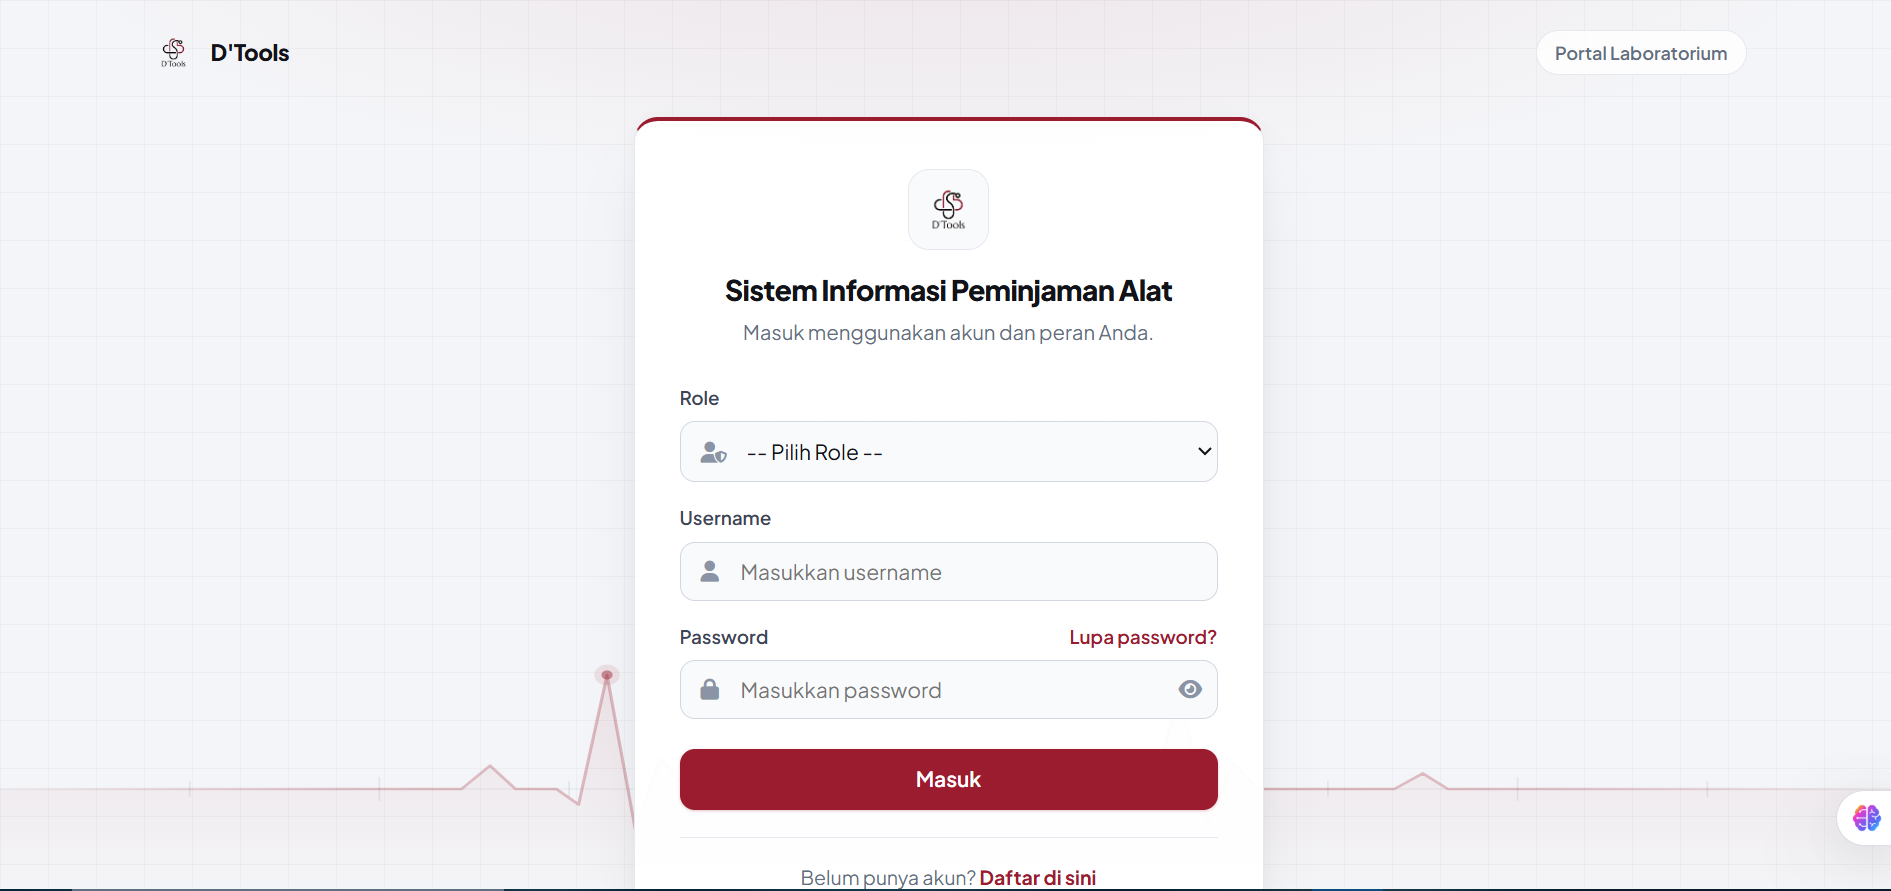 D'Tools
D'Tools
Portal Laboratorium
D'Tools
Sistem Informasi Peminjaman Alat
Masuk menggunakan akun dan peran Anda.
Role
-- Pilih Role --
Username
Masukkan username
Password
Lupa password?
Masukkan password
Masuk
Belum punya akun? Daftar di sini